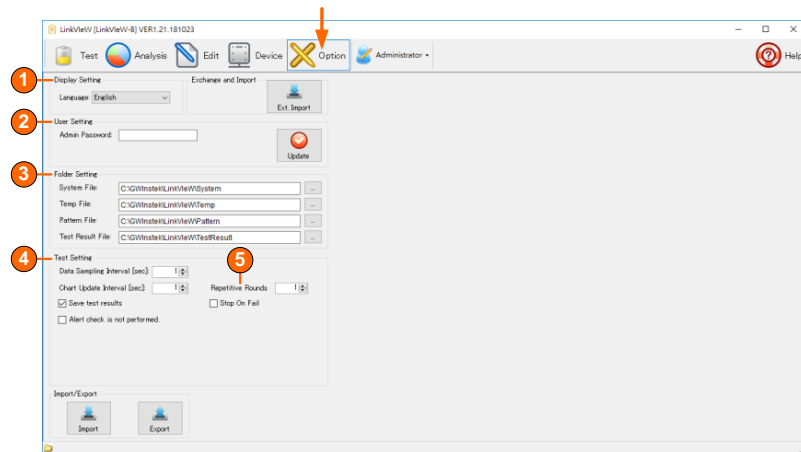 LinkVIeW [LinkVIeW-B] VER1.21.181023
Test Analysis Edit Device Option Administrator Help
1 Display Setting Exchange and Import
Language: English
Ext. Import
2 User Setting
Admin Password:
Update
3 Folder Setting
System File: C:\GWInstek\LinkVIeW\System ...
Temp File: C:\GWInstek\LinkVIeW\Temp ...
Pattern File: C:\GWInstek\LinkVIeW\Pattern ...
Test Result File: C:\GWInstek\LinkVIeW\TestResult ...
4 Test Setting 5
Data Sampling Interval [sec]: 1
Chart Update Interval [sec]: 1 Repetitive Rounds 1
Save test results Stop On Fail
Alert check is not performed.
Import/Export
Import Export